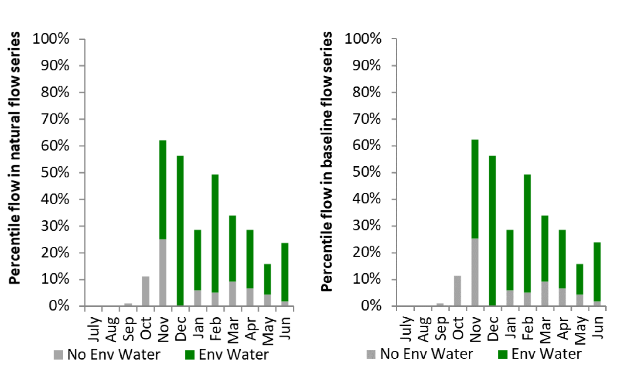 Percentile flow in natural flow series
100%
90%
80%
70%
60%
50%
40%
30%
20%
10%
0%
July
Aug
Sep
Oct
Nov
Dec
Jan
Feb
Mar
Apr
May
Jun
No Env Water
Env Water
Percentile flow in baseline flow series
100%
90%
80%
70%
60%
50%
40%
30%
20%
10%
0%
July
Aug
Sep
Oct
Nov
Dec
Jan
Feb
Mar
Apr
May
Jun
No Env Water
Env Water